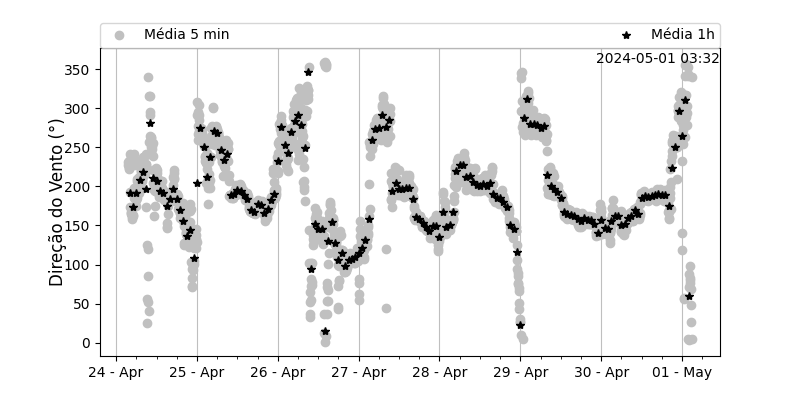 Média 5 min
Média 1h
2024-05-01 03:32
Direção do Vento (°)
350
300
250
200
150
100
50
0
24 - Apr
25 - Apr
26 - Apr
27 - Apr
28 - Apr
29 - Apr
30 - Apr
01 - May